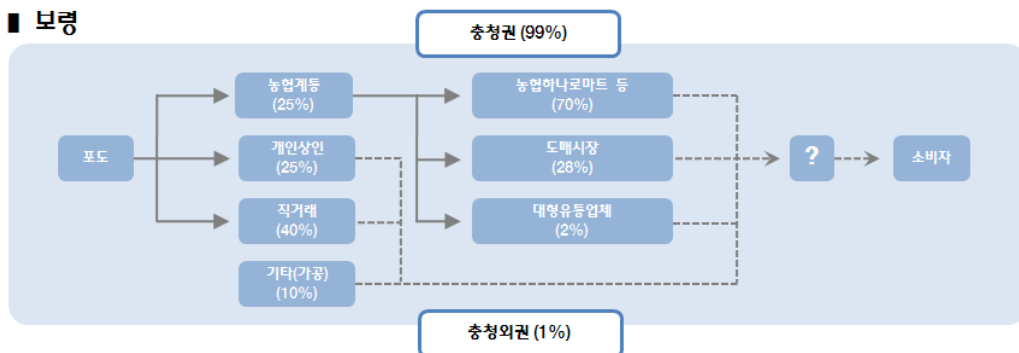 ■ 보령
충청권 (99%)
농협계통
(25%)
농협하나로마트 등
(70%)
포도
개인상인
(25%)
도매시장
(28%)
?
소비자
직거래
(40%)
대형유통업체
(2%)
기타(가공)
(10%)
충청외권 (1%)